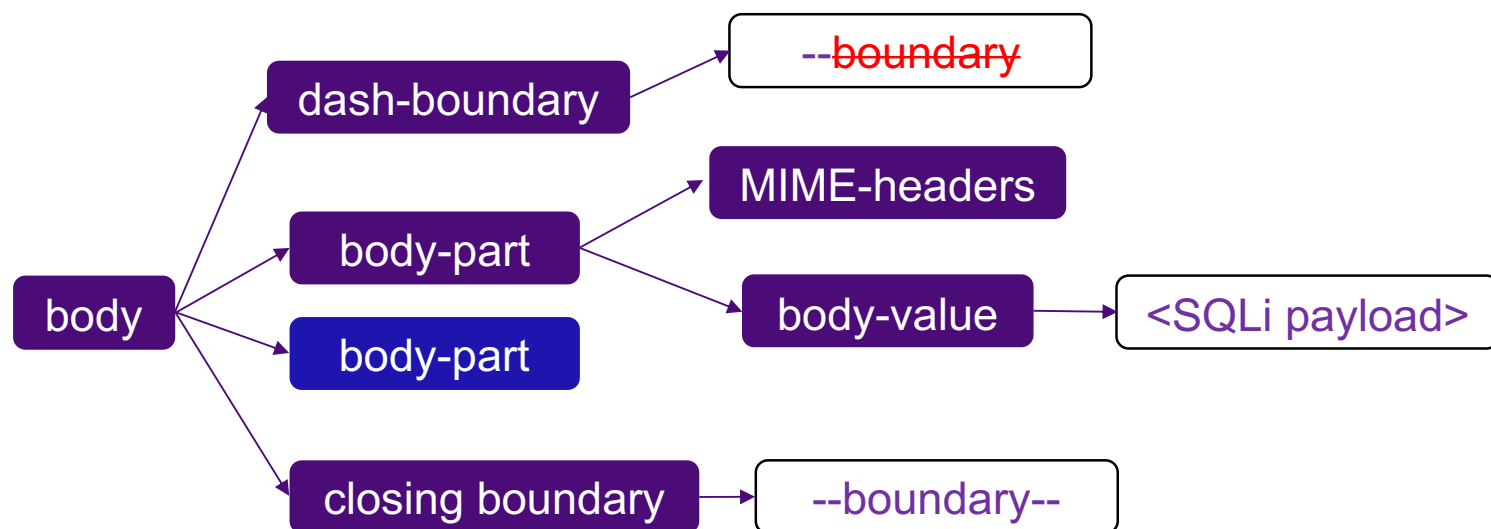 --boundary
dash-boundary
MIME-headers
body-part
body
body-value
<SQLi payload>
body-part
closing boundary
--boundary--